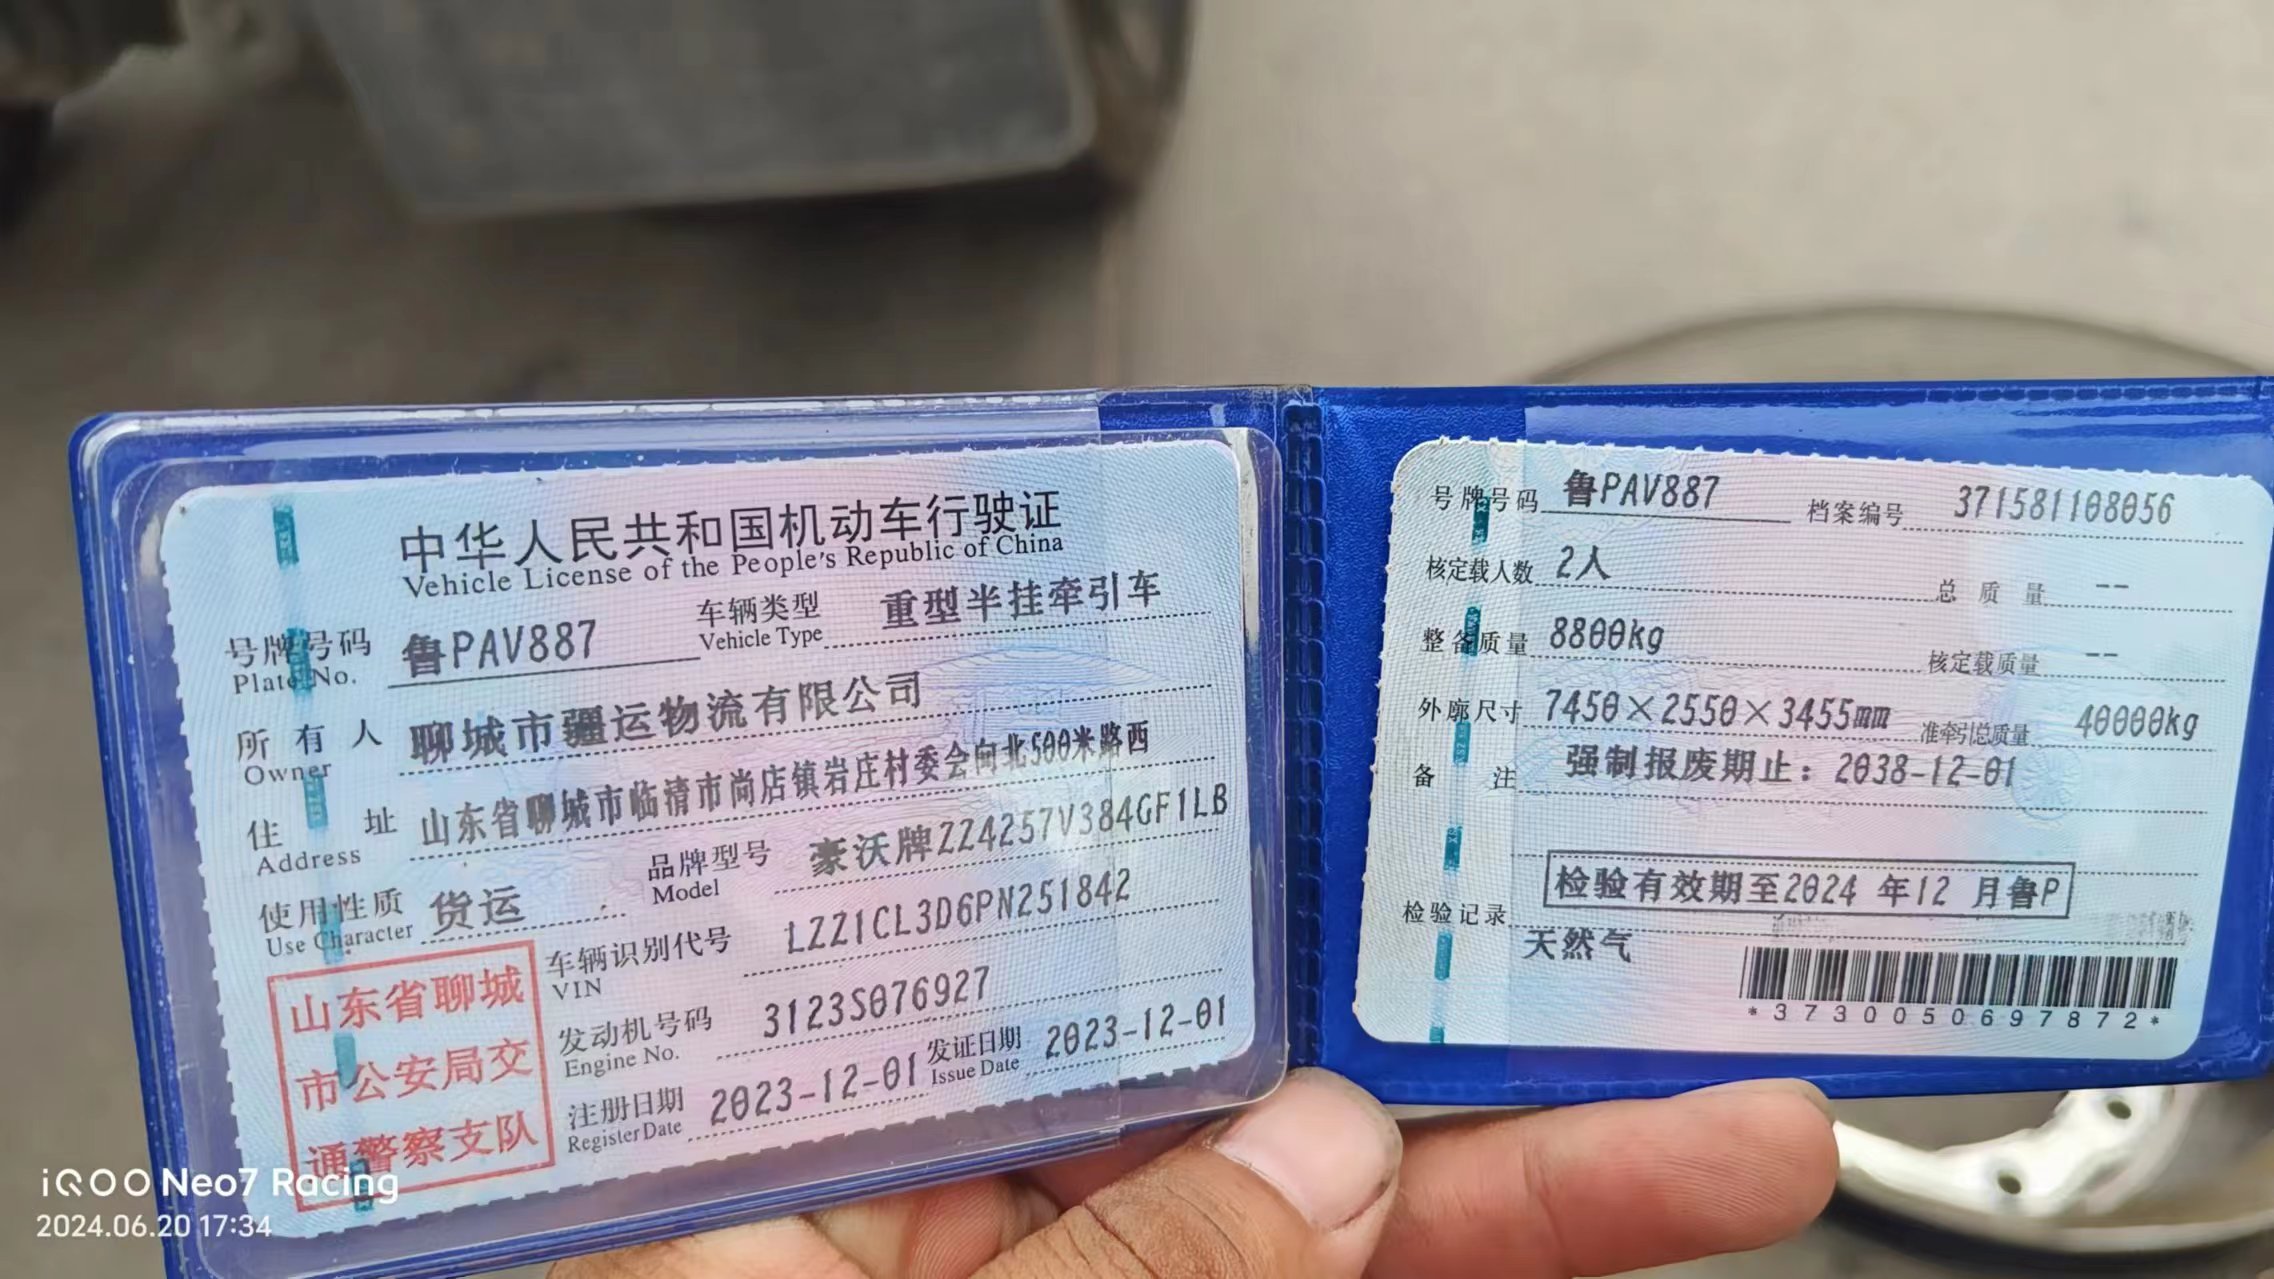 中华人民共和国机动车行驶证
Vehicle License of the People's Republic of China
号牌号码 鲁PAV887 车辆类型 重型半挂牵引车
Plate No. Vehicle Type
所有人 聊城市疆运物流有限公司
Owner
住址 山东省聊城市临清市尚店镇岩庄村委会向北500米路西
Address
使用性质 货运 品牌型号 豪沃牌ZZ4257V384GF1LB
Use Character Model
山东省聊城
市公安局交
通警察支队
车辆识别代号 LZZ1CL3D6PN251842
VIN
发动机号码 3123S076927
Engine No.
注册日期 2023-12-01 发证日期 2023-12-01
Register Date Issue Date
号牌号码 鲁PAV887 档案编号 371581108056
核定载人数 2人 总质量 --
整备质量 8800kg 核定载质量 --
外廓尺寸 7450×2550×3455mm 准牵引总质量 40000kg
备注 强制报废期止：2038-12-01
检验记录 检验有效期至2024 年12 月鲁P
天然气
*3730050697872*
iQOO Neo7 Racing
2024.06.20 17:34